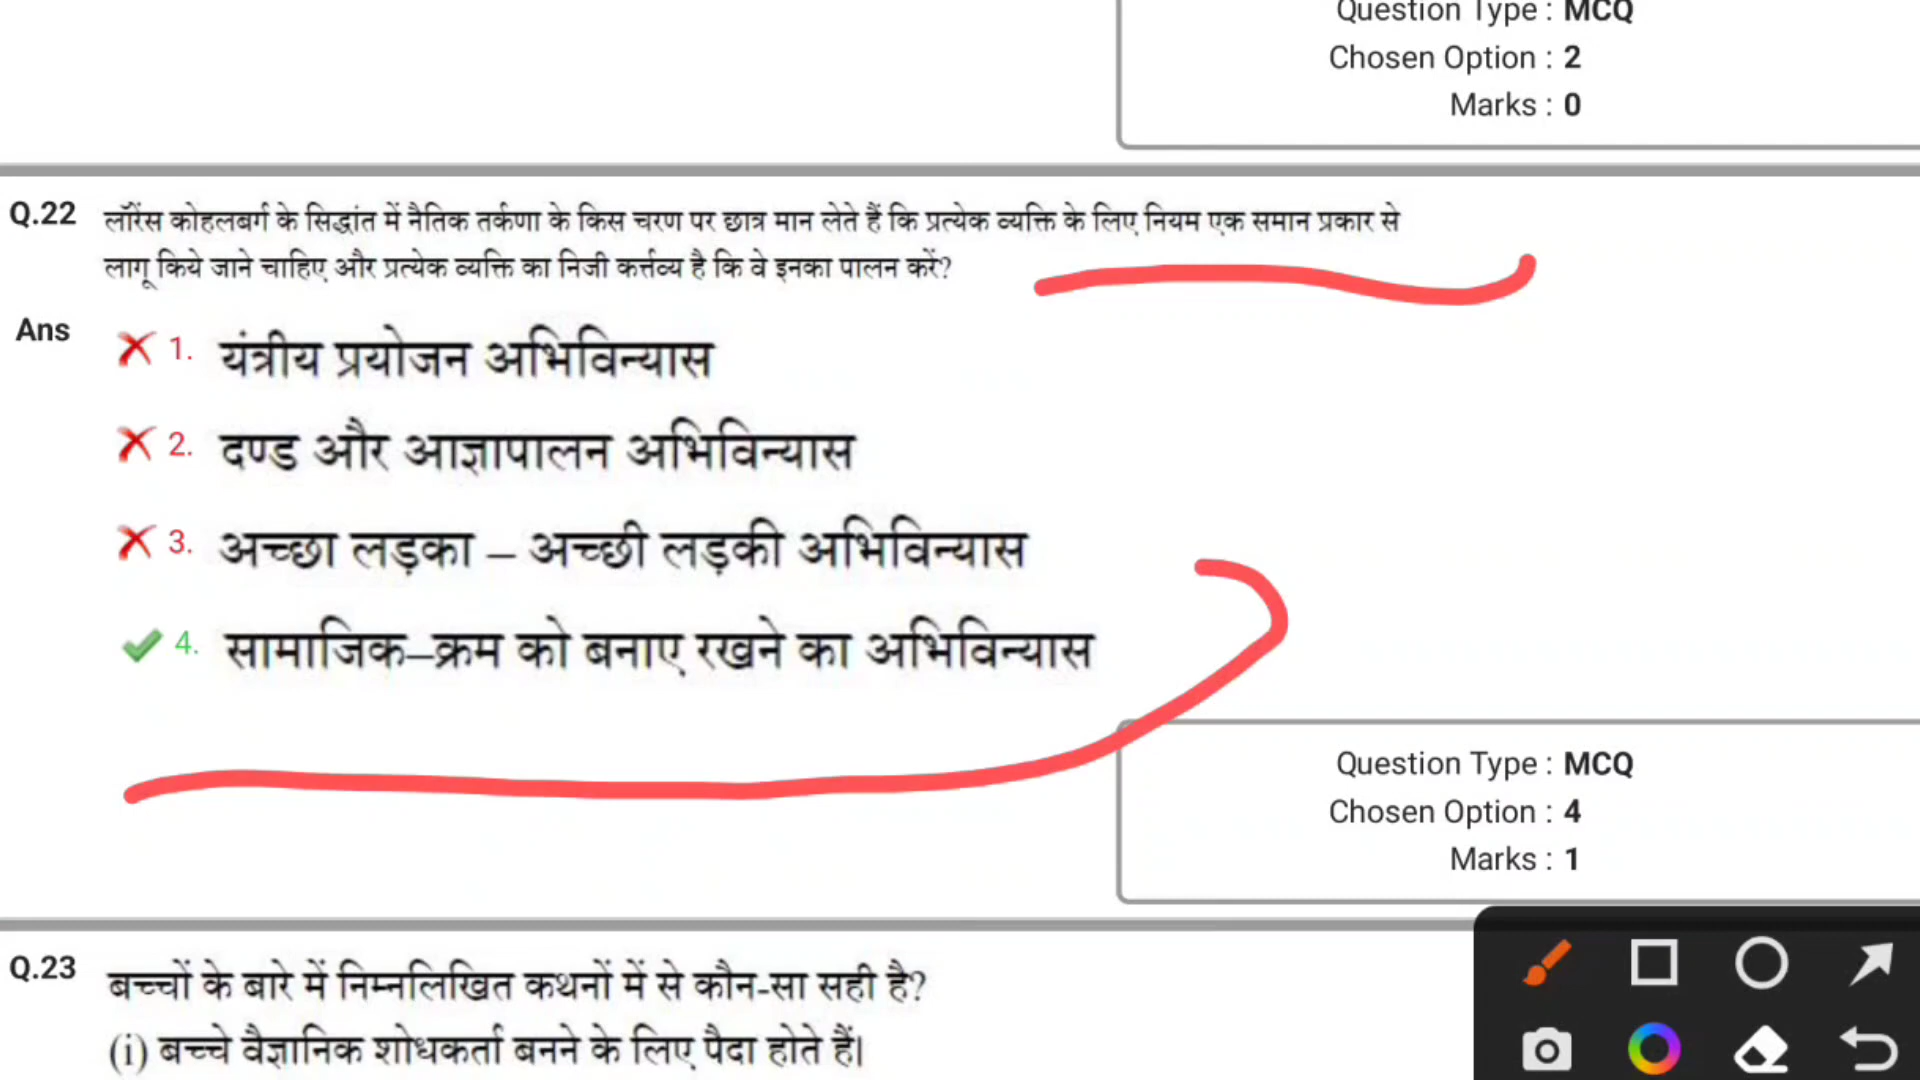 Question Type : MCQ
Chosen Option : 2
Marks : 0
Q.22 लॉरेंस कोहलबर्ग के सिद्धांत में नैतिक तर्कणा के किस चरण पर छात्र मान लेते हैं कि प्रत्येक व्यक्ति के लिए नियम एक समान प्रकार से
लागू किये जाने चाहिए और प्रत्येक व्यक्ति का निजी कर्त्तव्य है कि वे इनका पालन करें?
Ans 1. यंत्रीय प्रयोजन अभिविन्यास
2. दण्ड और आज्ञापालन अभिविन्यास
3. अच्छा लड़का – अच्छी लड़की अभिविन्यास
4. सामाजिक–क्रम को बनाए रखने का अभिविन्यास
Question Type : MCQ
Chosen Option : 4
Marks : 1
Q.23 बच्चों के बारे में निम्नलिखित कथनों में से कौन-सा सही है?
(i) बच्चे वैज्ञानिक शोधकर्ता बनने के लिए पैदा होते हैं।